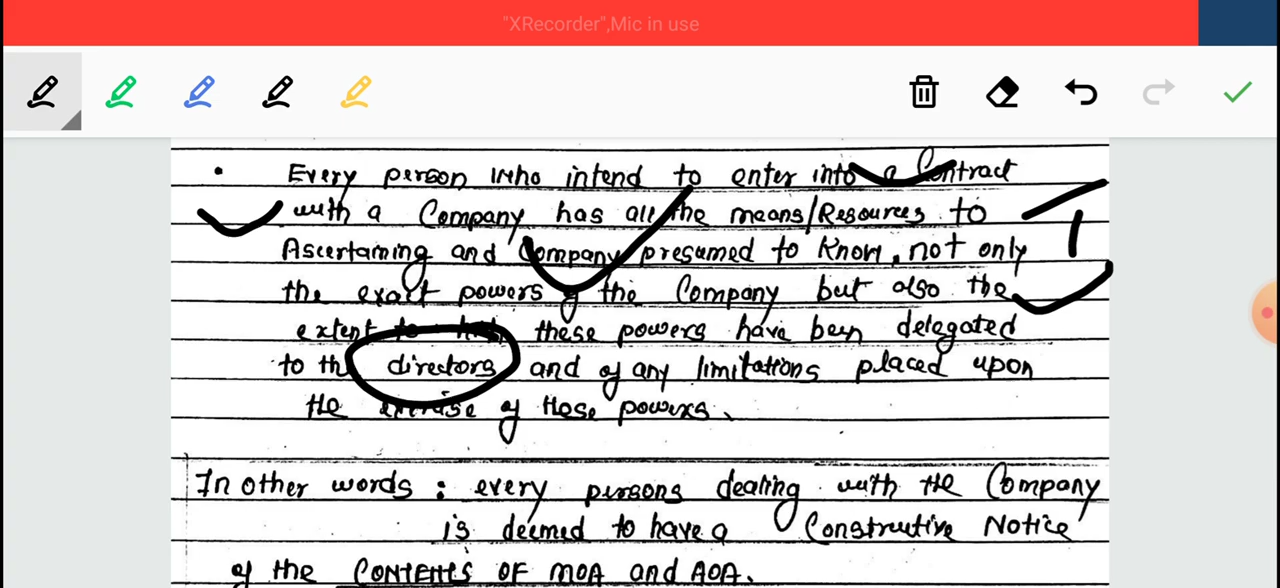 "XRecorder",Mic in use
Every person who intend to enter into a Contract
with a Company has all the means/Resources to
Ascertaining and Company presumed to know, not only
the exact powers of the Company but also the
extent to these powers have been delegated
to the directors and of any limitations placed upon
the exercise of these powers.
In other words : every persons dealing with the Company
is deemed to have a Constructive Notice
of the CONTENTS OF MOA and AOA.